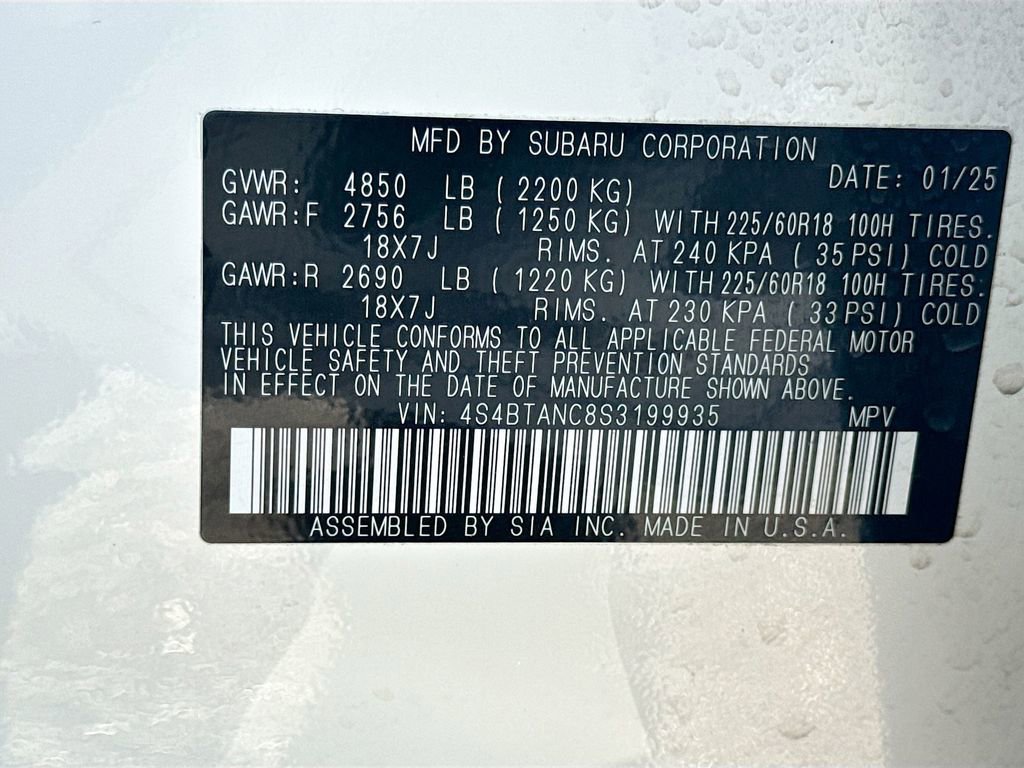 MFD BY SUBARU CORPORATION
DATE: 01/25
GVWR: 4850 LB ( 2200 KG)
GAWR:F 2756 LB ( 1250 KG) WITH 225/60R18 100H TIRES.
18X7J RIMS. AT 240 KPA ( 35 PSI) COLD
GAWR:R 2690 LB ( 1220 KG) WITH 225/60R18 100H TIRES.
18X7J RIMS. AT 230 KPA ( 33 PSI) COLD
THIS VEHICLE CONFORMS TO ALL APPLICABLE FEDERAL MOTOR
VEHICLE SAFETY AND THEFT PREVENTION STANDARDS
IN EFFECT ON THE DATE OF MANUFACTURE SHOWN ABOVE.
VIN: 4S4BTANC8S3199935 MPV
ASSEMBLED BY SIA INC. MADE IN U.S.A.